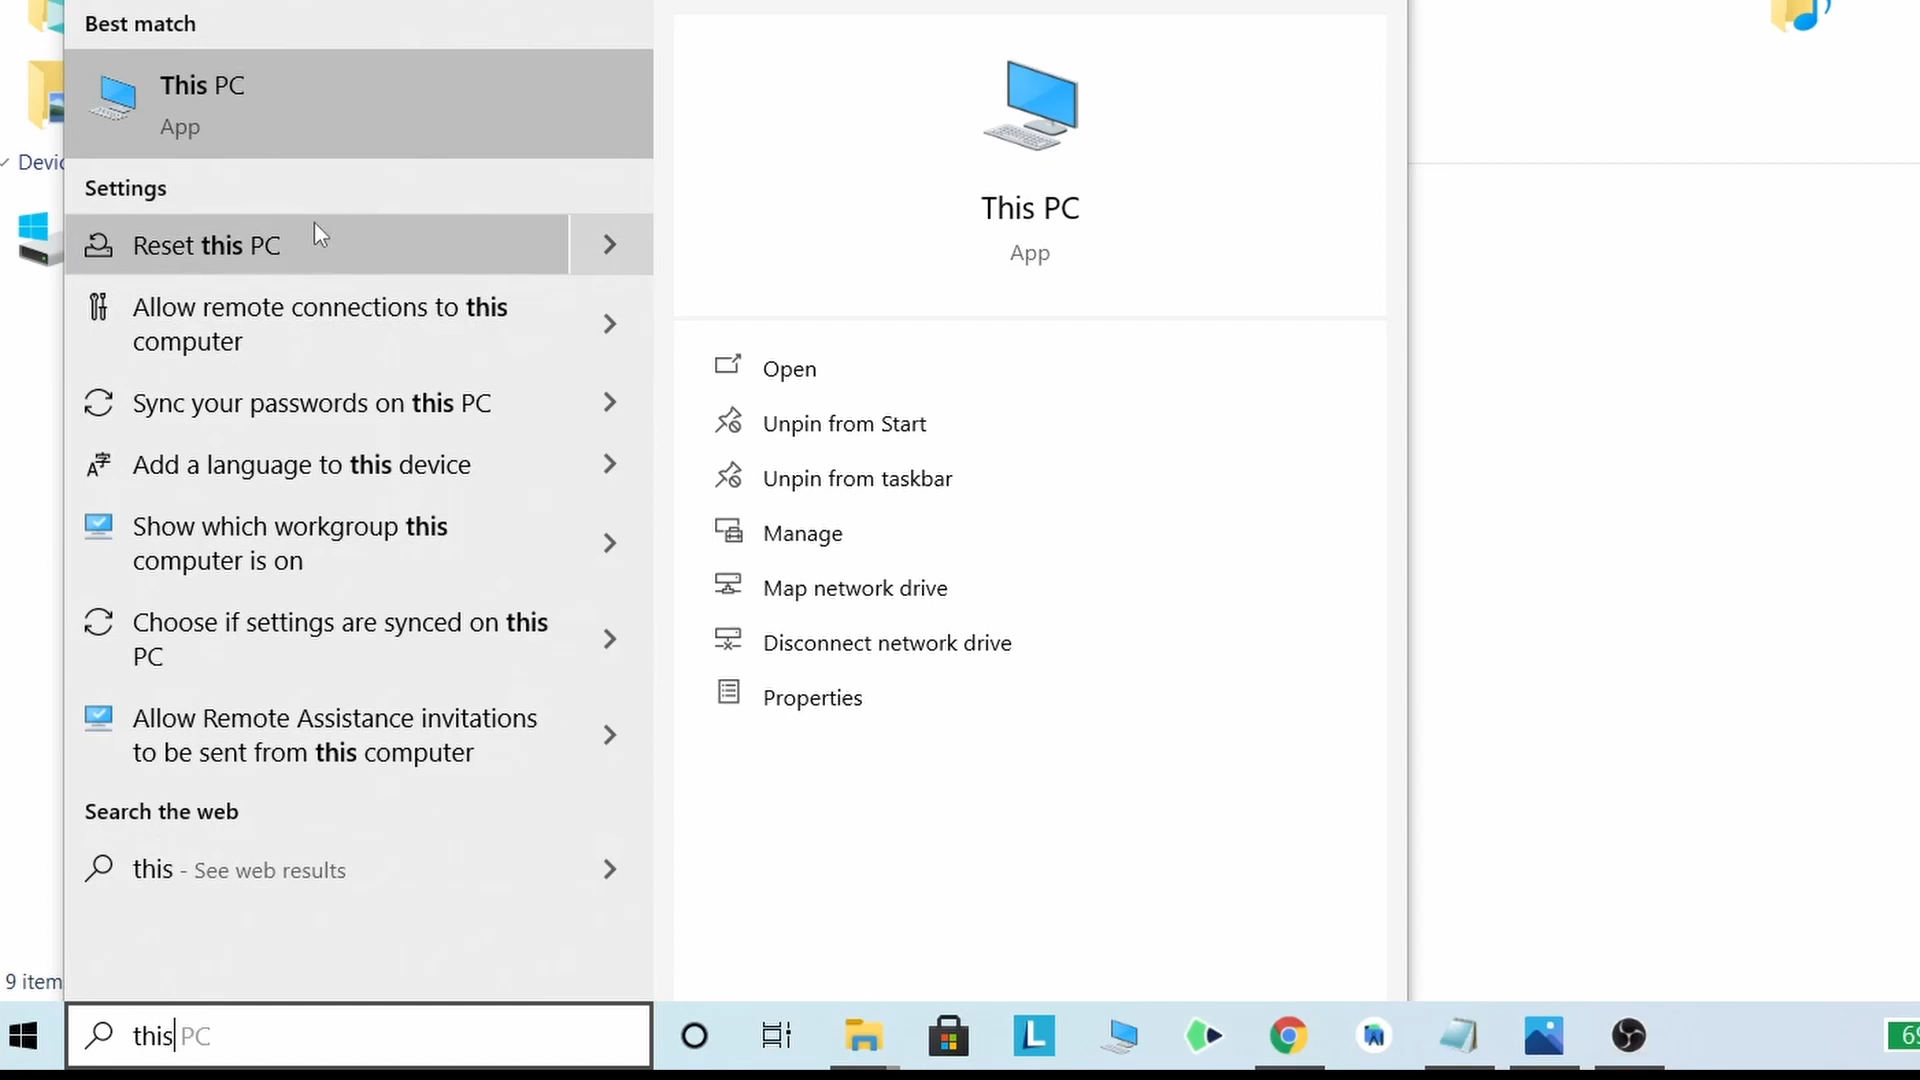 Best match
This PC
App
Settings
Reset this PC
Allow remote connections to this
computer
Sync your passwords on this PC
Add a language to this device
Show which workgroup this
computer is on
Choose if settings are synced on this
PC
Allow Remote Assistance invitations
to be sent from this computer
Search the web
this - See web results
This PC
App
Open
Unpin from Start
Unpin from taskbar
Manage
Map network drive
Disconnect network drive
Properties
9 item
this PC
L